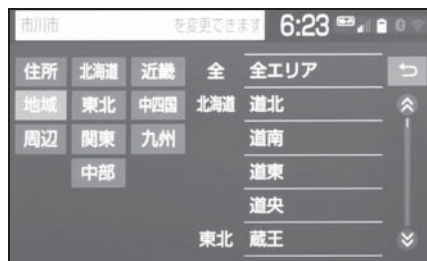 市川市 を変更できます 6:23 0
住所 北海道 近畿 全 全エリア
地域 東北 中四国 北海道 道北
周辺 関東 九州 道南
中部 道東
道央
東北 蔵王